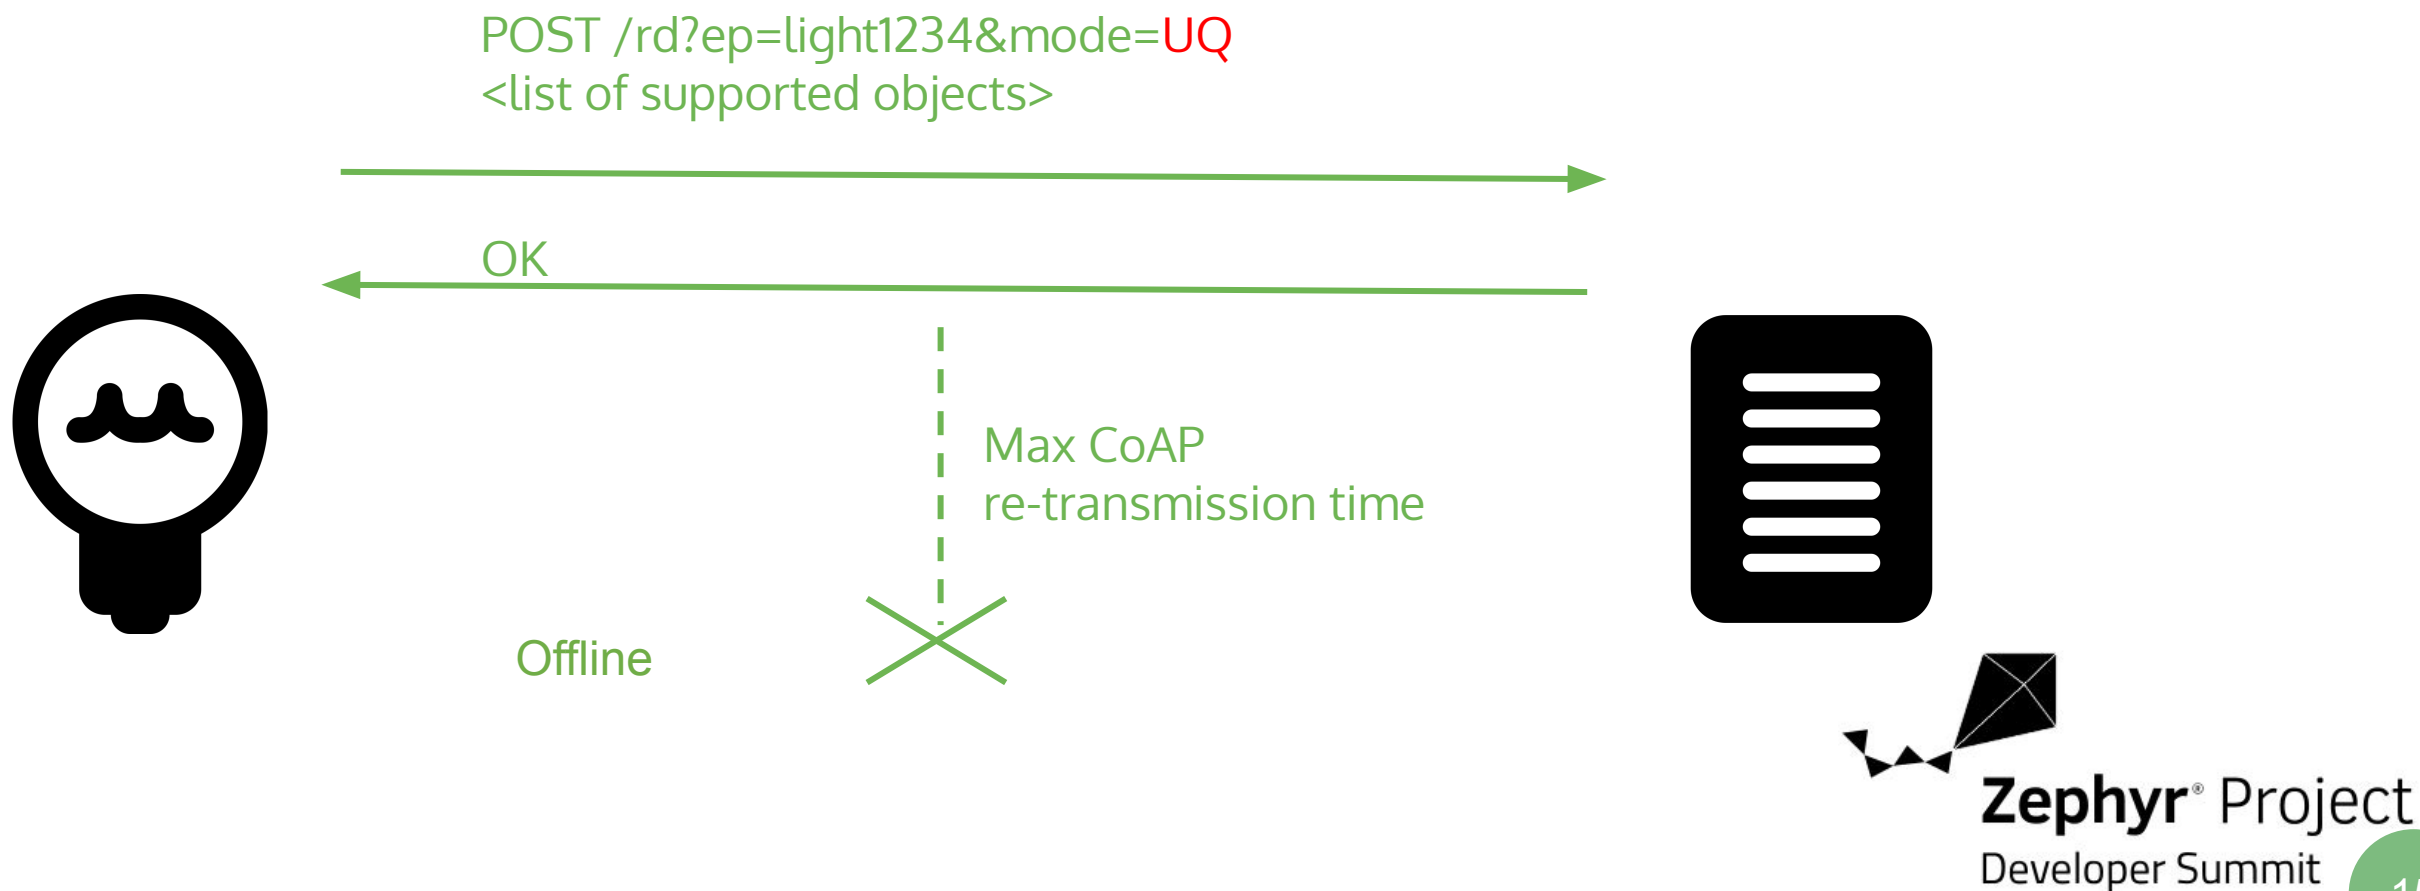 POST /rd?ep=light1234&mode=UQ
<list of supported objects>
OK
Max CoAP
re-transmission time
Offline
Zephyr® Project
Developer Summit